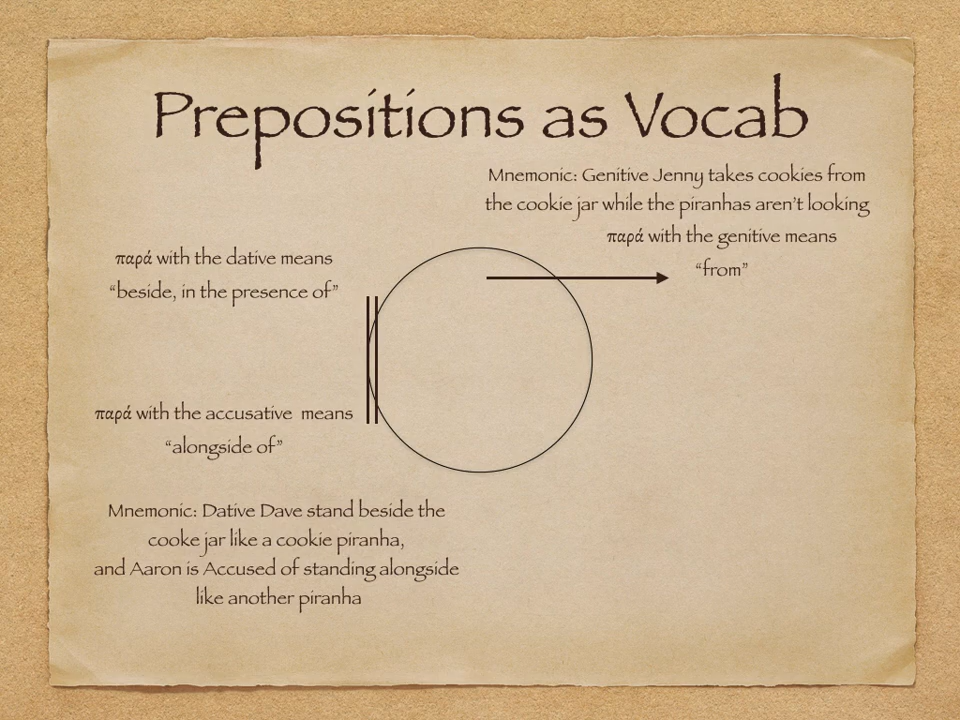 Prepositions as Vocab
Mnemonic: Genitive Jenny takes cookies from
the cookie jar while the piranhas aren't looking
παρά with the genitive means
“from”
παρά with the dative means
“beside, in the presence of”
παρά with the accusative means
“alongside of”
Mnemonic: Dative Dave stand beside the
cooke jar like a cookie piranha,
and Aaron is Accused of standing alongside
like another piranha